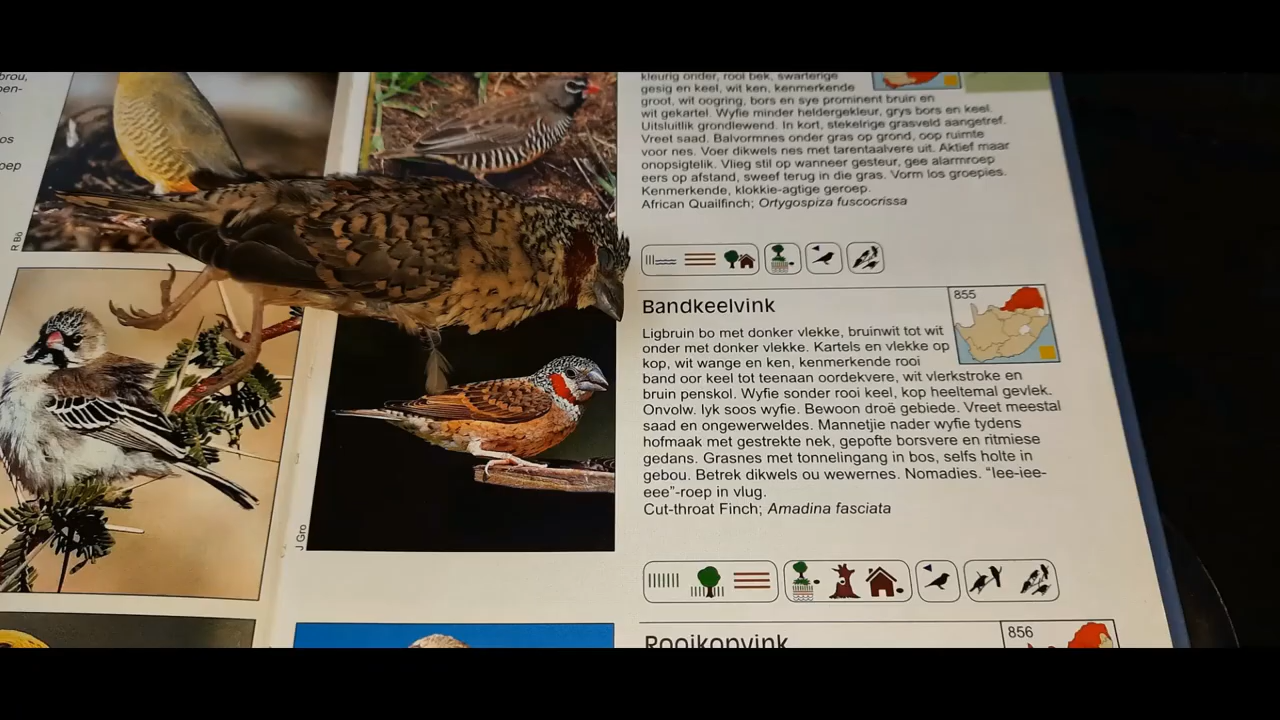 brou,
pen-
os
oep
R Bö
J Gro
kleurig onder, rooi bek, swarterige
gesig en keel, wit ken, kenmerkende
groot, wit oogring, bors en sye prominent bruin en
wit gekartel. Wyfie minder heldergekleur, grys bors en keel.
Uitsluitlik grondlewend. In kort, stekelrige grasveld aangetref.
Vreet saad. Balvormnes onder gras op grond, oop ruimte
voor nes. Voer dikwels nes met tarentaalvere uit. Aktief maar
onopsigtelik. Vlieg stil op wanneer gesteur, gee alarmroep
eers op afstand, sweef terug in die gras. Vorm los groepies.
Kenmerkende, klokkie-agtige geroep.
African Quailfinch; Ortygospiza fuscocrissa
Bandkeelvink
855
Ligbruin bo met donker vlekke, bruinwit tot wit
onder met donker vlekke. Kartels en vlekke op
kop, wit wange en ken, kenmerkende rooi
band oor keel tot teenaan oordekvere, wit vlerkstroke en
bruin penskol. Wyfie sonder rooi keel, kop heeltemal gevlek.
Onvolw. lyk soos wyfie. Bewoon droë gebiede. Vreet meestal
saad en ongewerweldes. Mannetjie nader wyfie tydens
hofmaak met gestrekte nek, gepofte borsvere en ritmiese
gedans. Grasnes met tonnelingang in bos, selfs holte in
gebou. Betrek dikwels ou wewernes. Nomadies. “Iee-iee-
eee”-roep in vlug.
Cut-throat Finch; Amadina fasciata
Rooikopvink
856